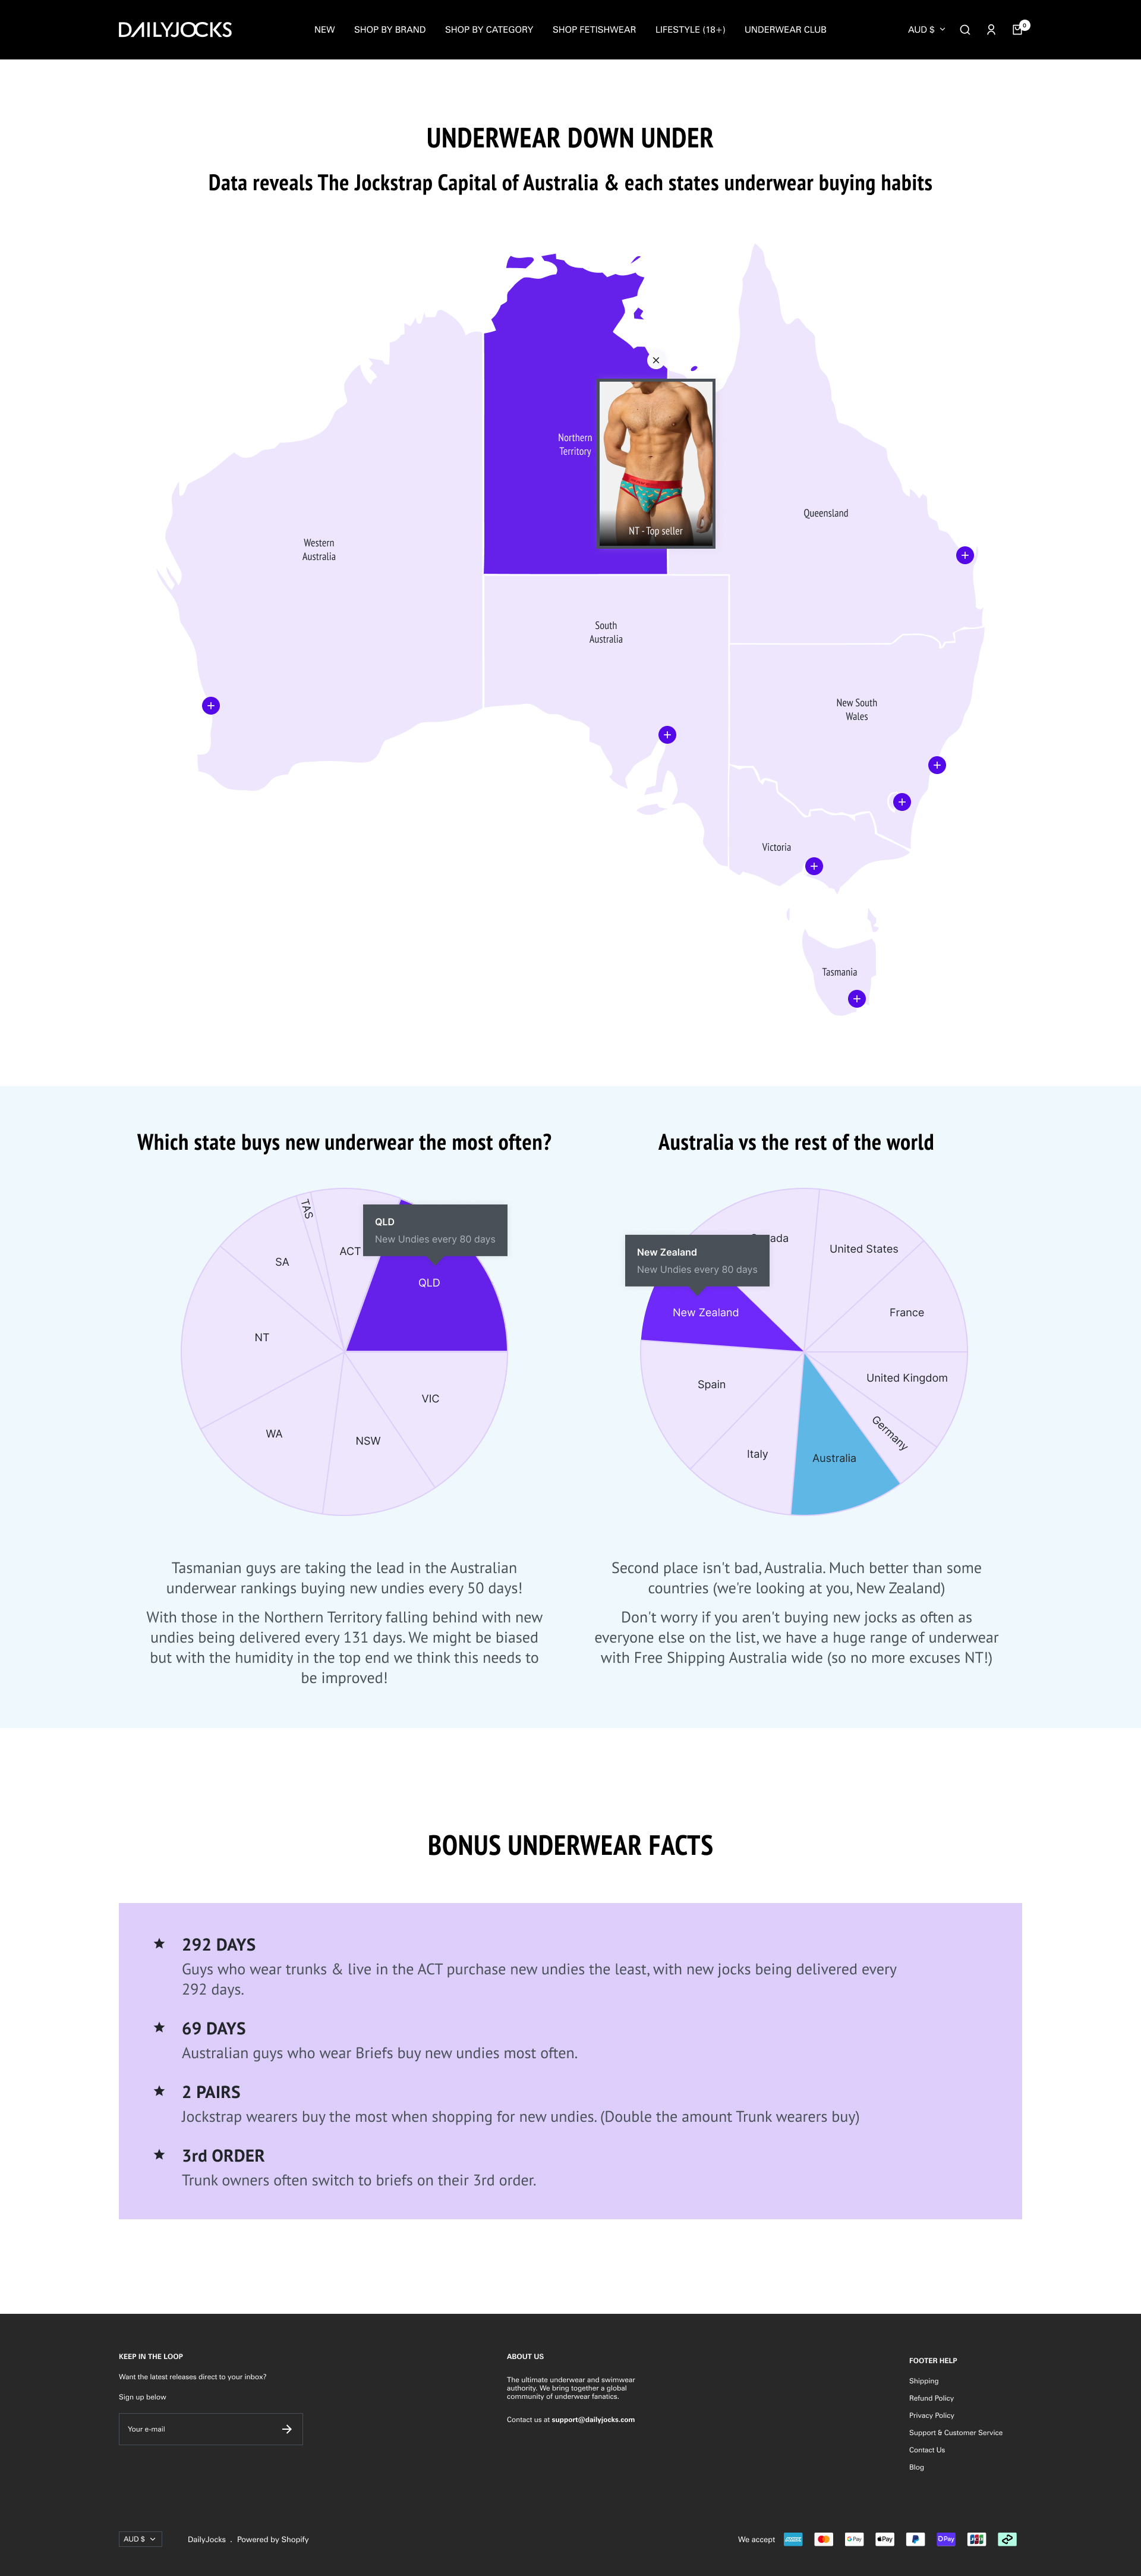 DAILYJOCKS
NEW
SHOP BY BRAND
SHOP BY CATEGORY
SHOP FETISHWEAR
LIFESTYLE (18+)
UNDERWEAR CLUB
AUD $
0
UNDERWEAR DOWN UNDER
Data reveals The Jockstrap Capital of Australia & each states underwear buying habits
Northern
Territory
NT - Top seller
Queensland
Western
Australia
South
Australia
New South
Wales
Victoria
Tasmania
Which state buys new underwear the most often?
TAS
QLD
New Undies every 80 days
ACT
SA
QLD
NT
VIC
WA
NSW
Tasmanian guys are taking the lead in the Australian
underwear rankings buying new undies every 50 days!
With those in the Northern Territory falling behind with new
undies being delivered every 131 days. We might be biased
but with the humidity in the top end we think this needs to
be improved!
Australia vs the rest of the world
ada
United States
New Zealand
New Undies every 80 days
New Zealand
France
United Kingdom
Spain
Germany
Italy
Australia
Second place isn't bad, Australia. Much better than some
countries (we're looking at you, New Zealand)
Don't worry if you aren't buying new jocks as often as
everyone else on the list, we have a huge range of underwear
with Free Shipping Australia wide (so no more excuses NT!)
BONUS UNDERWEAR FACTS
292 DAYS
Guys who wear trunks & live in the ACT purchase new undies the least, with new jocks being delivered every
292 days.
69 DAYS
Australian guys who wear Briefs buy new undies most often.
2 PAIRS
Jockstrap wearers buy the most when shopping for new undies. (Double the amount Trunk wearers buy)
3rd ORDER
Trunk owners often switch to briefs on their 3rd order.
KEEP IN THE LOOP
Want the latest releases direct to your inbox?
Sign up below
Your e-mail
ABOUT US
The ultimate underwear and swimwear
authority. We bring together a global
community of underwear fanatics.
Contact us at support@dailyjocks.com
FOOTER HELP
Shipping
Refund Policy
Privacy Policy
Support & Customer Service
Contact Us
Blog
AUD $
DailyJocks . Powered by Shopify
We accept
G Pay
Pay
Pay
JCB